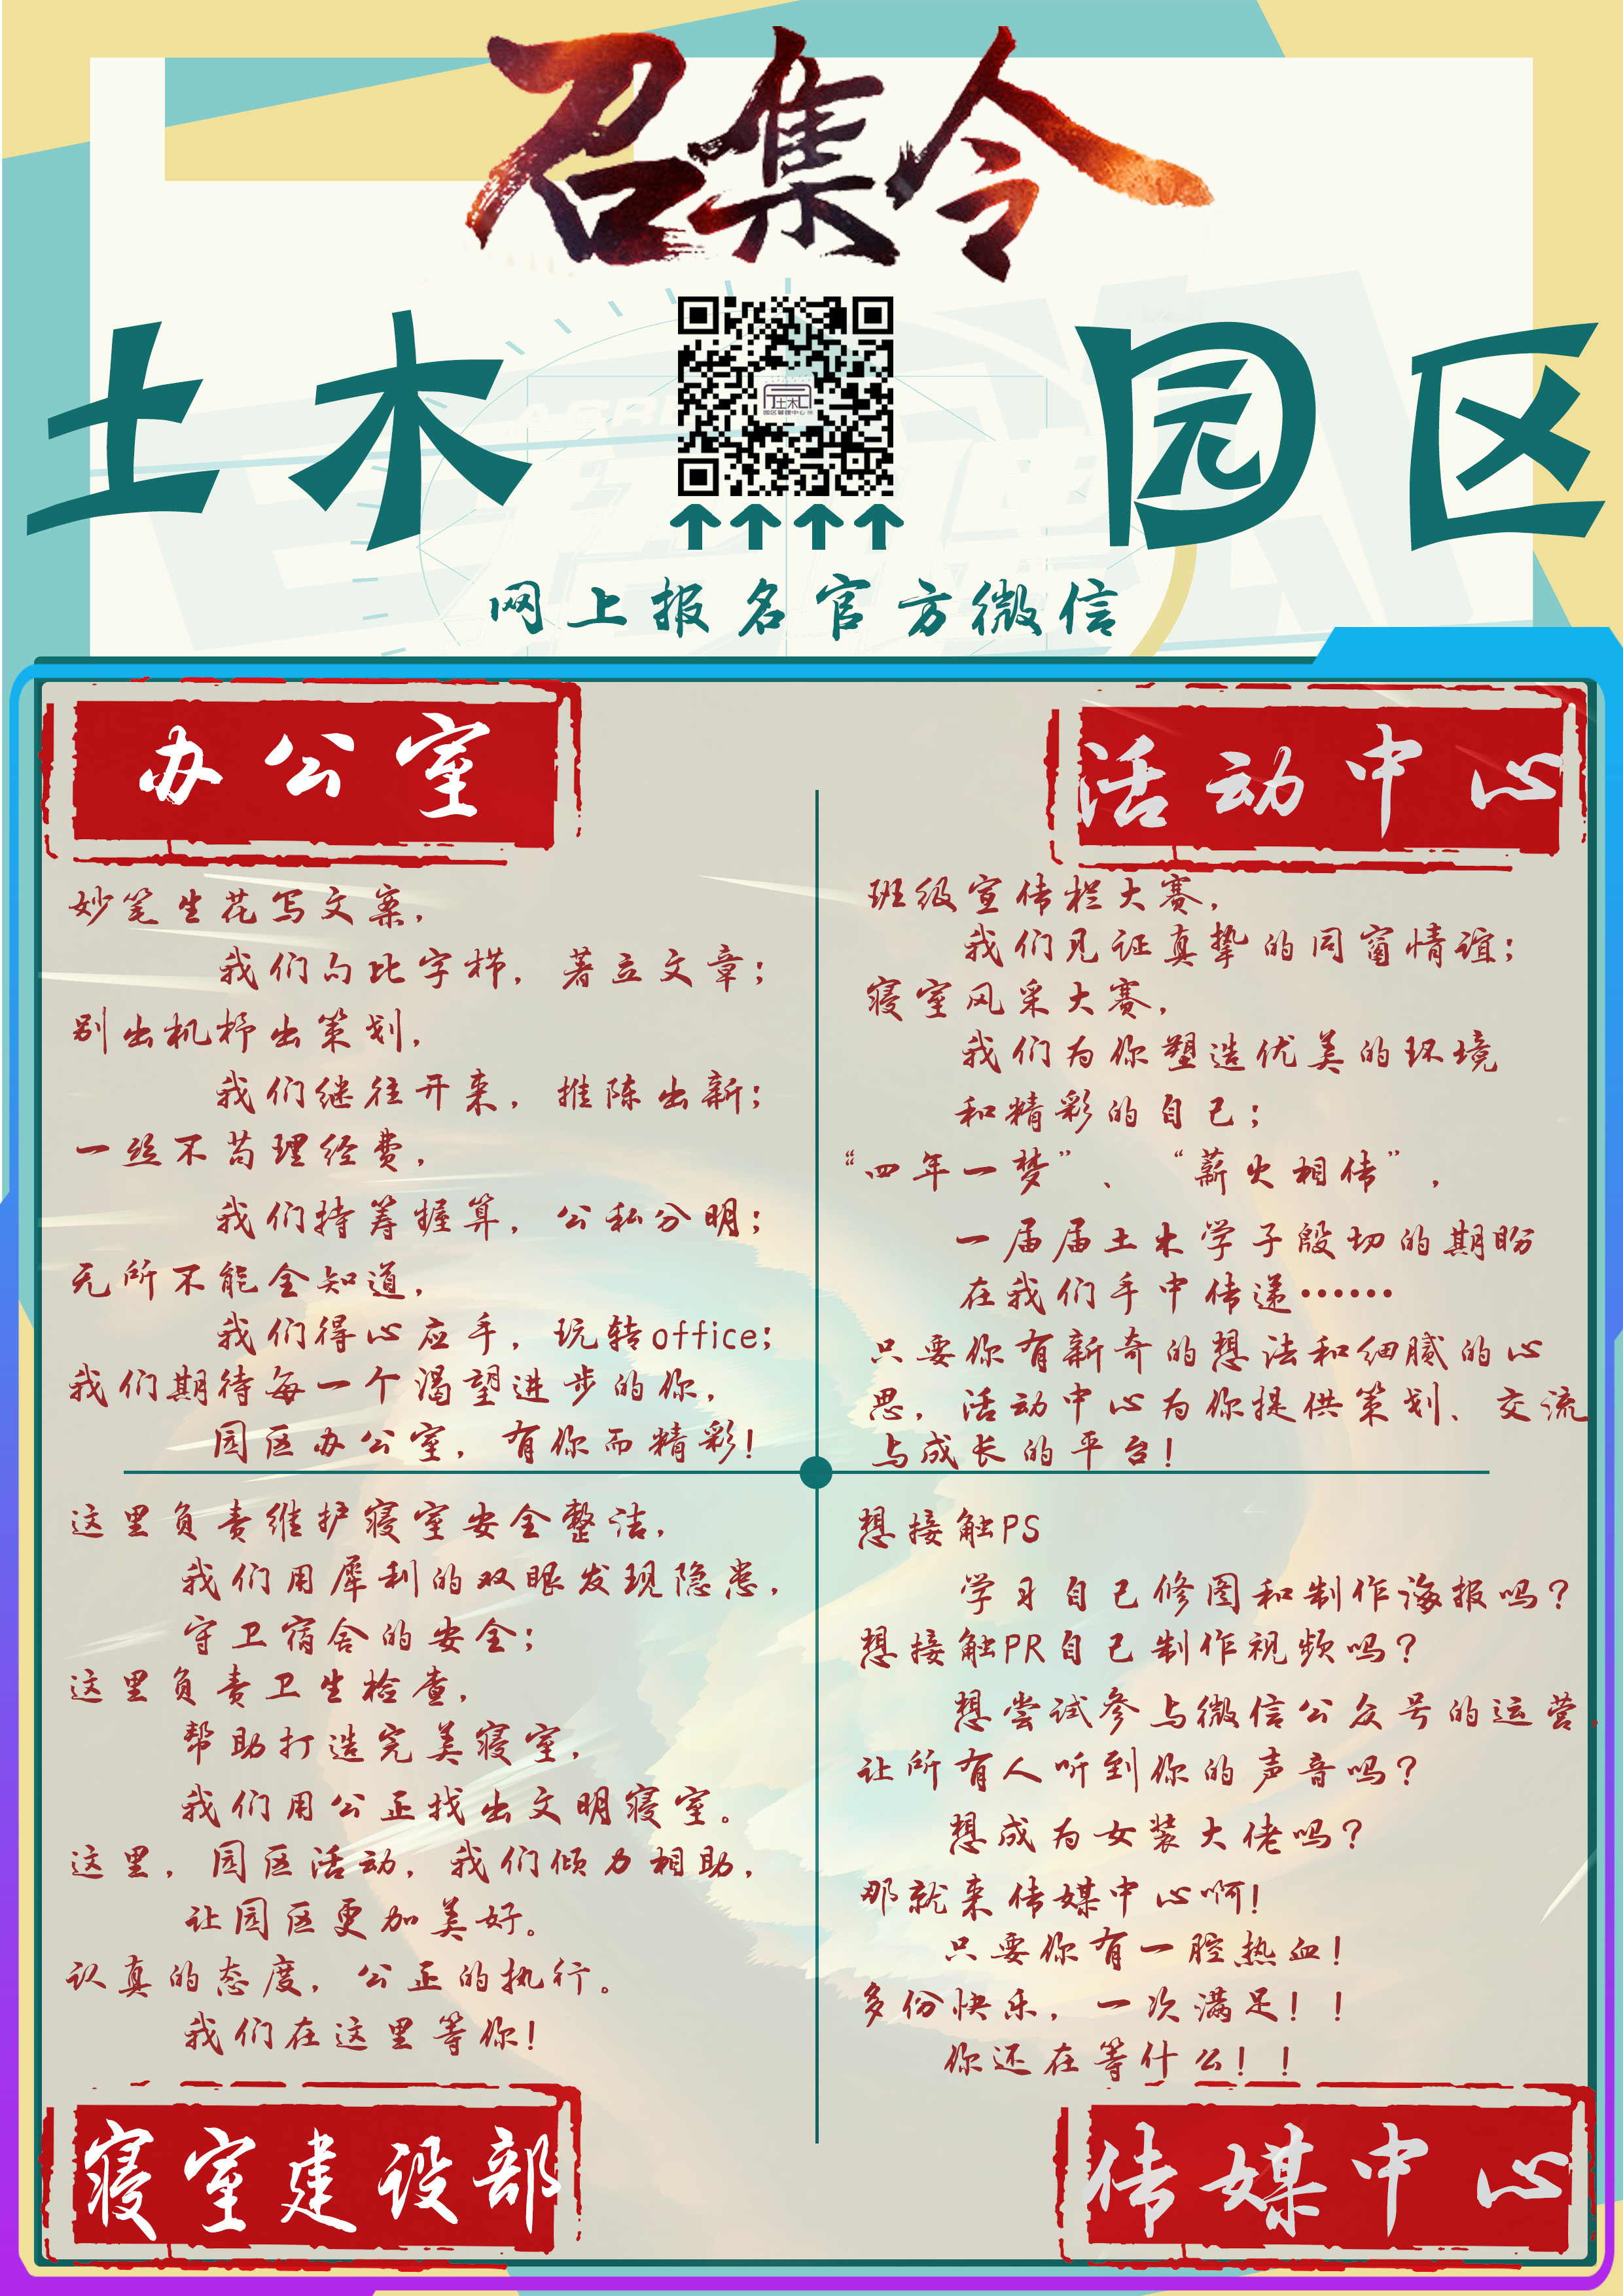 召集令
土木 园区
网上报名官方微信
办公室
妙笔生花写文案,
我们勾比字栉, 著立文章;
别出机杼出策划,
我们继往开来, 推陈出新;
一丝不苟理经费,
我们持筹握算, 公私分明;
无所不能全知道,
我们得心应手, 玩转office;
我们期待每一个渴望进步的你,
园区办公室, 有你而精彩!
活动中心
班级宣传栏大赛,
我们见证真挚的同窗情谊;
寝室风采大赛,
我们为你塑造优美的环境
和精彩的自己;
“四年一梦”、“薪火相传”,
一届届土木学子殷切的期盼
在我们手中传递……
只要你有新奇的想法和细腻的心
思, 活动中心为你提供策划、交流
与成长的平台!
这里负责维护寝室安全整洁,
我们用犀利的双眼发现隐患,
守卫宿舍的安全;
这里负责卫生检查,
帮助打造完美寝室,
我们用公正找出文明寝室。
这里, 园区活动, 我们倾力相助,
让园区更加美好。
认真的态度, 公正的执行。
我们在这里等你!
寝室建设部
想接触PS
学习自己修图和制作海报吗?
想接触PR自己制作视频吗?
想尝试参与微信公众号的运营,
让所有人听到你的声音吗?
想成为女装大佬吗?
那就来传媒中心啊!
只要你有一腔热血!
多份快乐, 一次满足! !
你还在等什么! !
传媒中心